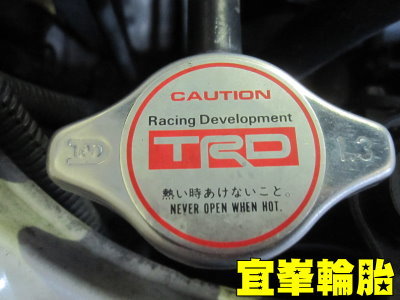 CAUTION
Racing Development
TRD
1.3
熱い時あけないこと。
NEVER OPEN WHEN HOT.
宜峯輪胎